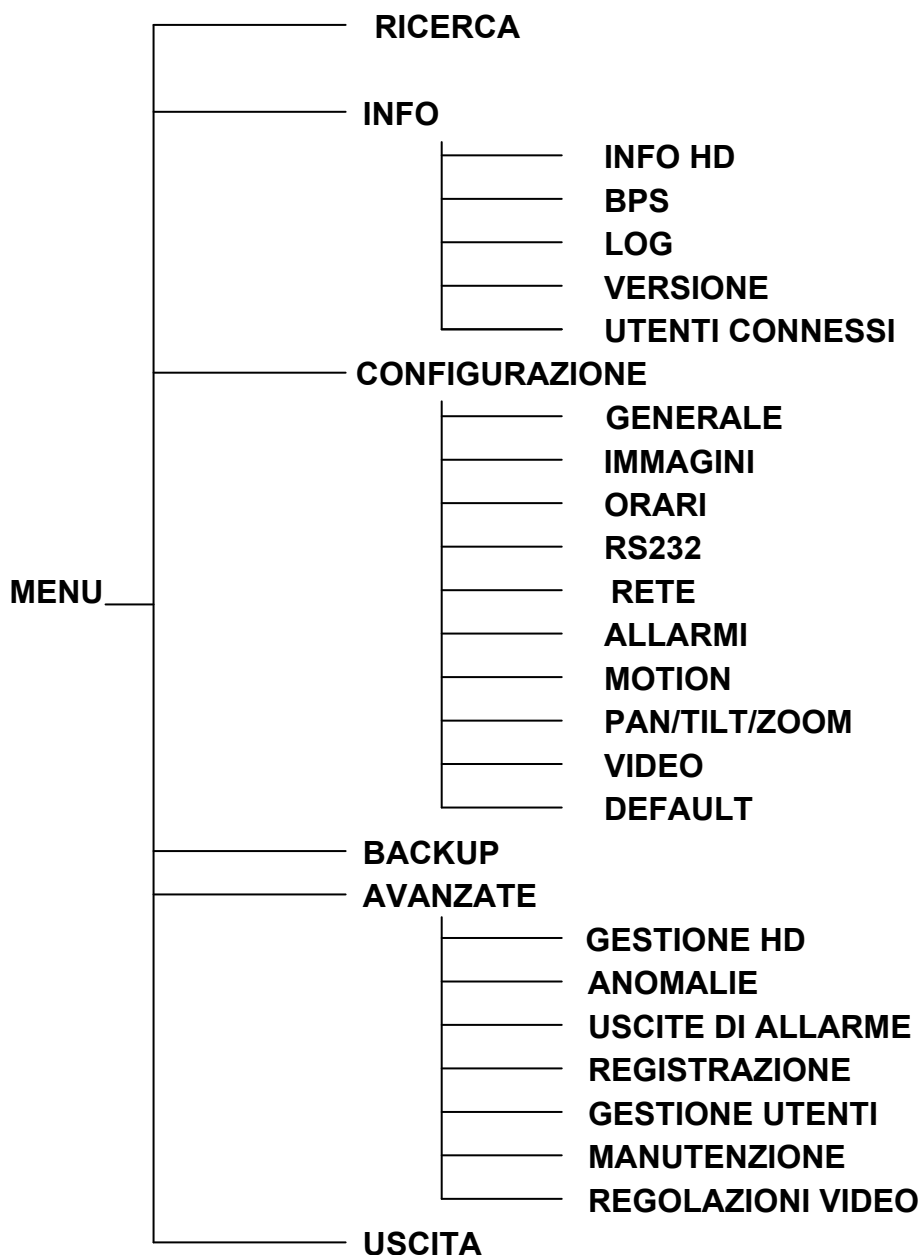 RICERCA
INFO
INFO HD
BPS
LOG
VERSIONE
UTENTI CONNESSI
CONFIGURAZIONE
GENERALE
IMMAGINI
ORARI
RS232
MENU
RETE
ALLARMI
MOTION
PAN/TILT/ZOOM
VIDEO
DEFAULT
BACKUP
AVANZATE
GESTIONE HD
ANOMALIE
USCITE DI ALLARME
REGISTRAZIONE
GESTIONE UTENTI
MANUTENZIONE
REGOLAZIONI VIDEO
USCITA